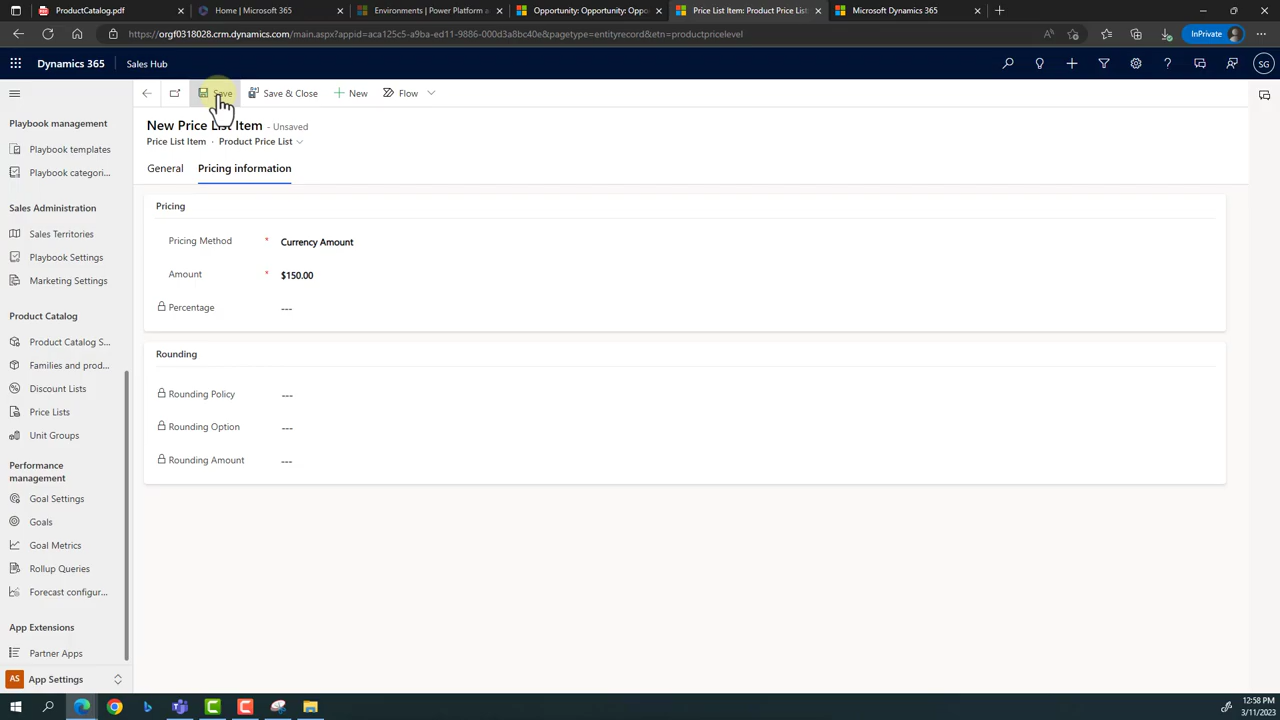 ProductCatalog.pdf
Home | Microsoft 365
Environments | Power Platform a
Opportunity: Opportunity: Oppo
Price List Item: Product Price List
Microsoft Dynamics 365
https://orgf0318028.crm.dynamics.com/main.aspx?appid=aca125c5-a9ba-ed11-9886-000d3a8bc40e&pagetype=entityrecord&etn=productpricelevel
InPrivate
Dynamics 365
Sales Hub
SG
Save
Save & Close
New
Flow
New Price List Item - Unsaved
Price List Item · Product Price List
General
Pricing information
Playbook management
Playbook templates
Playbook categori...
Sales Administration
Sales Territories
Playbook Settings
Marketing Settings
Product Catalog
Product Catalog S...
Families and prod...
Discount Lists
Price Lists
Unit Groups
Performance
management
Goal Settings
Goals
Goal Metrics
Rollup Queries
Forecast configur...
App Extensions
Partner Apps
AS App Settings
Pricing
Pricing Method * Currency Amount
Amount * $150.00
Percentage ---
Rounding
Rounding Policy ---
Rounding Option ---
Rounding Amount ---
12:58 PM
3/11/2023